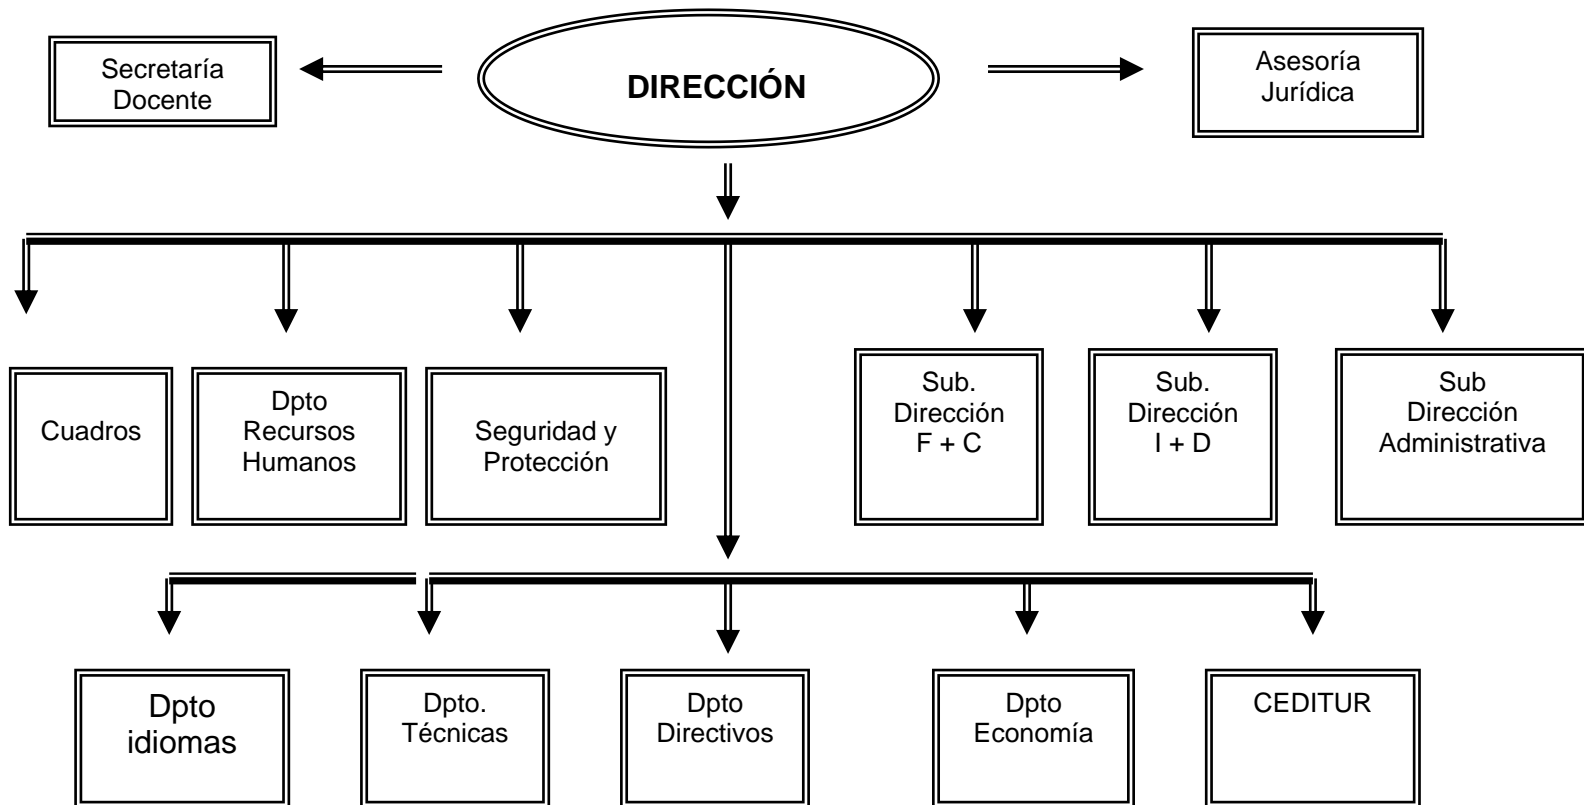 Secretaría
Docente
DIRECCIÓN
Asesoría
Jurídica
Cuadros
Dpto
Recursos
Humanos
Seguridad y
Protección
Sub.
Dirección
F + C
Sub.
Dirección
I + D
Sub
Dirección
Administrativa
Dpto
idiomas
Dpto.
Técnicas
Dpto
Directivos
Dpto
Economía
CEDITUR